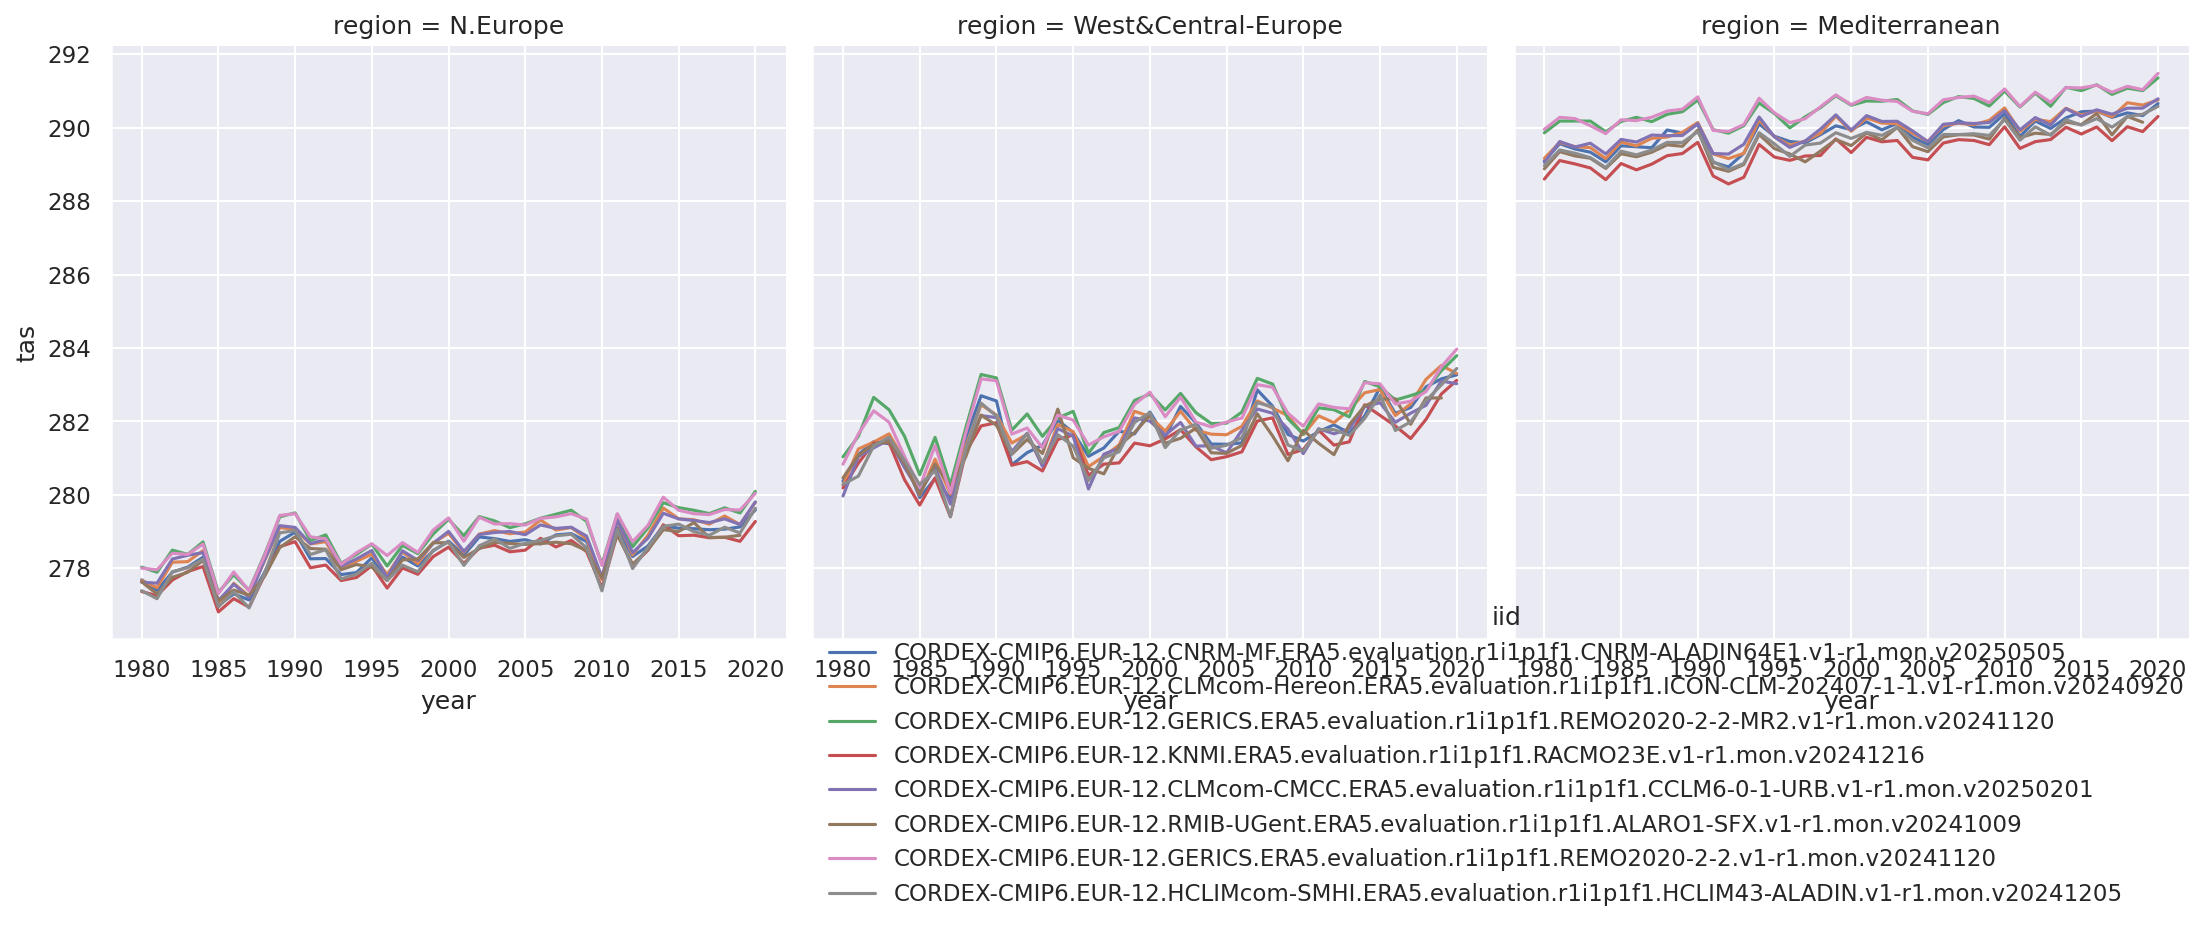 region = N.Europe
region = West&Central-Europe
region = Mediterranean
292
290
288
286
284
282
280
278
tas
1980 1985 1990 1995 2000 2005 2010 2015 2020
year
1980 1985 1990 1995 2000 2005 2010 2015 2020
year
1980 1985 1990 1995 2000 2005 2010 2015 2020
year
iid
CORDEX-CMIP6.EUR-12.CNRM-MF.ERA5.evaluation.r1i1p1f1.CNRM-ALADIN64E1.v1-r1.mon.v20250505
CORDEX-CMIP6.EUR-12.CLMcom-Hereon.ERA5.evaluation.r1i1p1f1.ICON-CLM-202407-1-1.v1-r1.mon.v20240920
CORDEX-CMIP6.EUR-12.GERICS.ERA5.evaluation.r1i1p1f1.REMO2020-2-2-MR2.v1-r1.mon.v20241120
CORDEX-CMIP6.EUR-12.KNMI.ERA5.evaluation.r1i1p1f1.RACMO23E.v1-r1.mon.v20241216
CORDEX-CMIP6.EUR-12.CLMcom-CMCC.ERA5.evaluation.r1i1p1f1.CCLM6-0-1-URB.v1-r1.mon.v20250201
CORDEX-CMIP6.EUR-12.RMIB-UGent.ERA5.evaluation.r1i1p1f1.ALARO1-SFX.v1-r1.mon.v20241009
CORDEX-CMIP6.EUR-12.GERICS.ERA5.evaluation.r1i1p1f1.REMO2020-2-2.v1-r1.mon.v20241120
CORDEX-CMIP6.EUR-12.HCLIMcom-SMHI.ERA5.evaluation.r1i1p1f1.HCLIM43-ALADIN.v1-r1.mon.v20241205